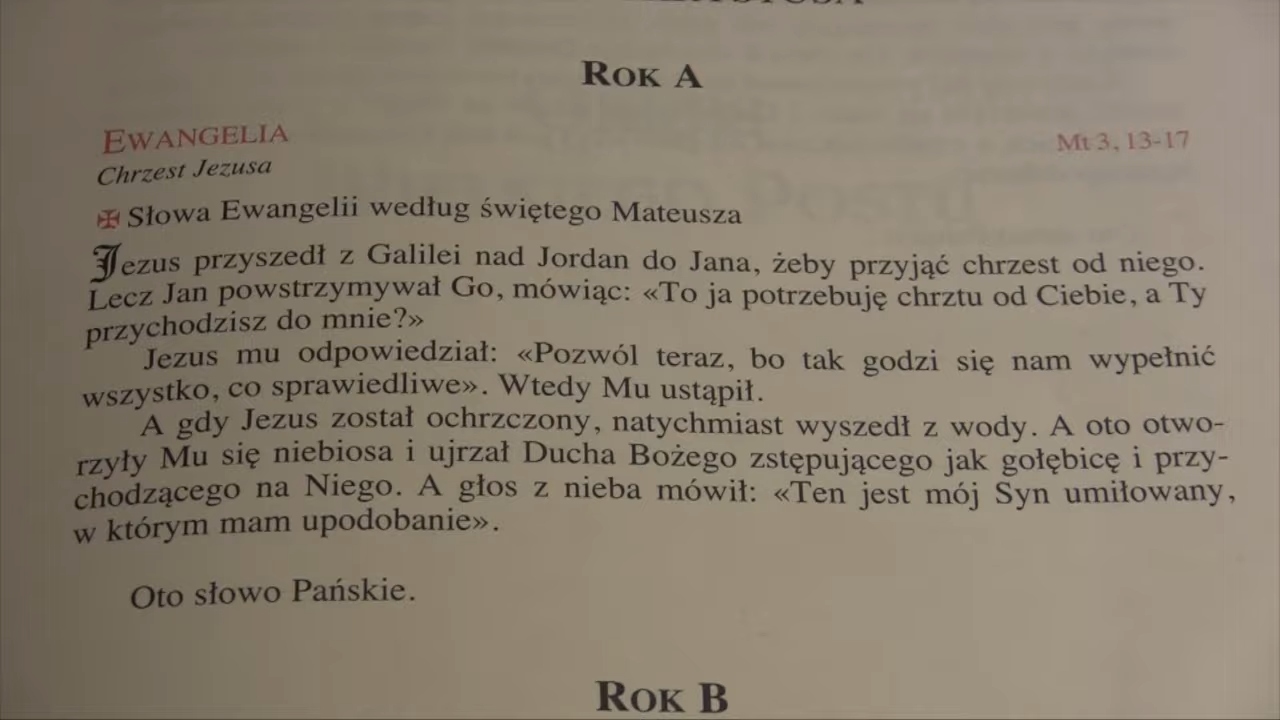 ROK A
EWANGELIA
Mt 3, 13-17
Chrzest Jezusa
✠ Słowa Ewangelii według świętego Mateusza
Jezus przyszedł z Galilei nad Jordan do Jana, żeby przyjąć chrzest od niego.
Lecz Jan powstrzymywał Go, mówiąc: «To ja potrzebuję chrztu od Ciebie, a Ty
przychodzisz do mnie?»
Jezus mu odpowiedział: «Pozwól teraz, bo tak godzi się nam wypełnić
wszystko, co sprawiedliwe». Wtedy Mu ustąpił.
A gdy Jezus został ochrzczony, natychmiast wyszedł z wody. A oto otwo-
rzyły Mu się niebiosa i ujrzał Ducha Bożego zstępującego jak gołębicę i przy-
chodzącego na Niego. A głos z nieba mówił: «Ten jest mój Syn umiłowany,
w którym mam upodobanie».
Oto słowo Pańskie.
ROK B